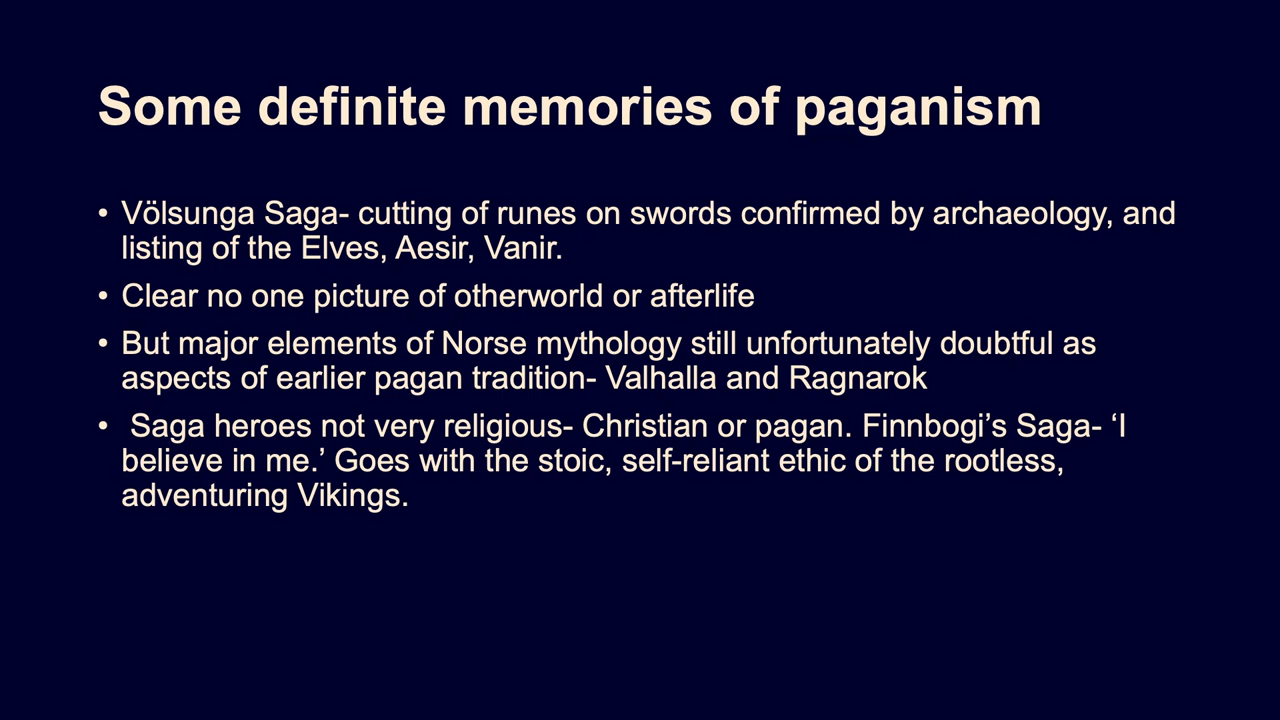 Some definite memories of paganism
• Völsunga Saga- cutting of runes on swords confirmed by archaeology, and
listing of the Elves, Aesir, Vanir.
• Clear no one picture of otherworld or afterlife
• But major elements of Norse mythology still unfortunately doubtful as
aspects of earlier pagan tradition- Valhalla and Ragnarok
• Saga heroes not very religious- Christian or pagan. Finnbogi’s Saga- ‘I
believe in me.’ Goes with the stoic, self-reliant ethic of the rootless,
adventuring Vikings.